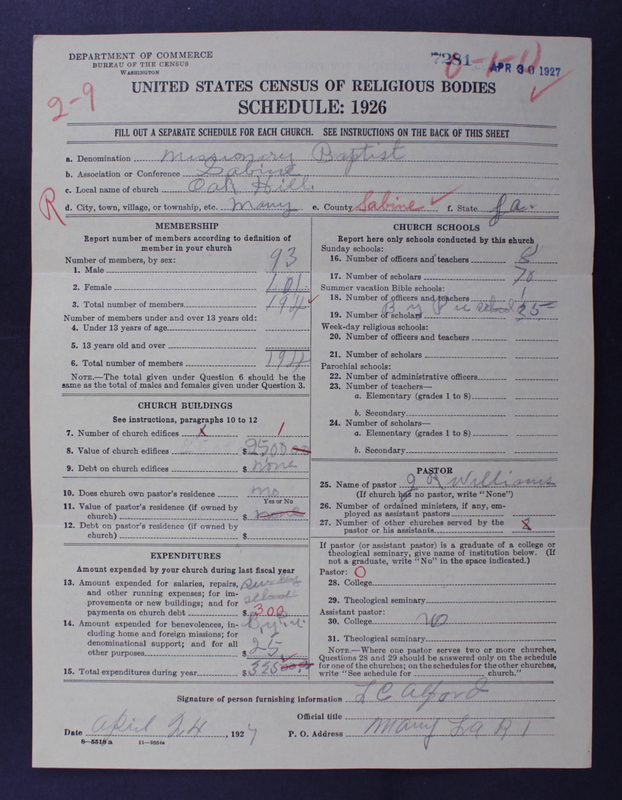 DEPARTMENT OF COMMERCE
BUREAU OF THE CENSUS
WASHINGTON
7281
APR 30 1927
2-9
UNITED STATES CENSUS OF RELIGIOUS BODIES
SCHEDULE: 1926
FILL OUT A SEPARATE SCHEDULE FOR EACH CHURCH. SEE INSTRUCTIONS ON THE BACK OF THIS SHEET
a. Denomination Missionary Baptist
b. Association or Conference Sabine
c. Local name of church Oak Hill
R
d. City, town, village, or township, etc. Many e. County Sabine f. State La.
MEMBERSHIP
Report number of members according to definition of
member in your church
Number of members, by sex:
1. Male 93
2. Female 101
3. Total number of members 194
Number of members under and over 13 years old:
4. Under 13 years of age
5. 13 years old and over
6. Total number of members 194
NOTE.—The total given under Question 6 should be the
same as the total of males and females given under Question 3.
CHURCH BUILDINGS
See instructions, paragraphs 10 to 12
7. Number of church edifices X 1
8. Value of church edifices $ 2500
9. Debt on church edifices $ None
10. Does church own pastor's residence no
Yes or No
11. Value of pastor's residence (if owned by
church) $ none
12. Debt on pastor's residence (if owned by
church) $
EXPENDITURES
Amount expended by your church during last fiscal year
13. Amount expended for salaries, repairs, Sunday
and other running expenses; for im- school
provements or new buildings; and for
payments on church debt $ 300
14. Amount expended for benevolences, in-
cluding home and foreign missions; for
denominational support; and for all
other purposes $ 25
15. Total expenditures during year $ 325
CHURCH SCHOOLS
Report here only schools conducted by this church
Sunday schools:
16. Number of officers and teachers 8
17. Number of scholars 70
Summer vacation Bible schools:
18. Number of officers and teachers 1
19. Number of scholars B Y P U school 25
Week-day religious schools:
20. Number of officers and teachers
21. Number of scholars
Parochial schools:
22. Number of administrative officers
23. Number of teachers—
a. Elementary (grades 1 to 8)
b. Secondary
24. Number of scholars—
a. Elementary (grades 1 to 8)
b. Secondary
PASTOR
25. Name of pastor Williams
(If church has no pastor, write "None")
26. Number of ordained ministers, if any, em-
ployed as assistant pastors
27. Number of other churches served by the
pastor or his assistants
If pastor (or assistant pastor) is a graduate of a college or
theological seminary, give name of institution below. (If
not a graduate, write "No" in the space indicated.)
Pastor: O
28. College
29. Theological seminary
Assistant pastor:
30. College no
31. Theological seminary
NOTE.—Where one pastor serves two or more churches,
Questions 28 and 29 should be answered only on the schedule
for one of the churches; on the schedules for the other churches,
write "See schedule for church."
Signature of person furnishing information L C Alford
Official title
Date April 24, 1927 P. O. Address Many La R 1
8—5518 a 11—9554a